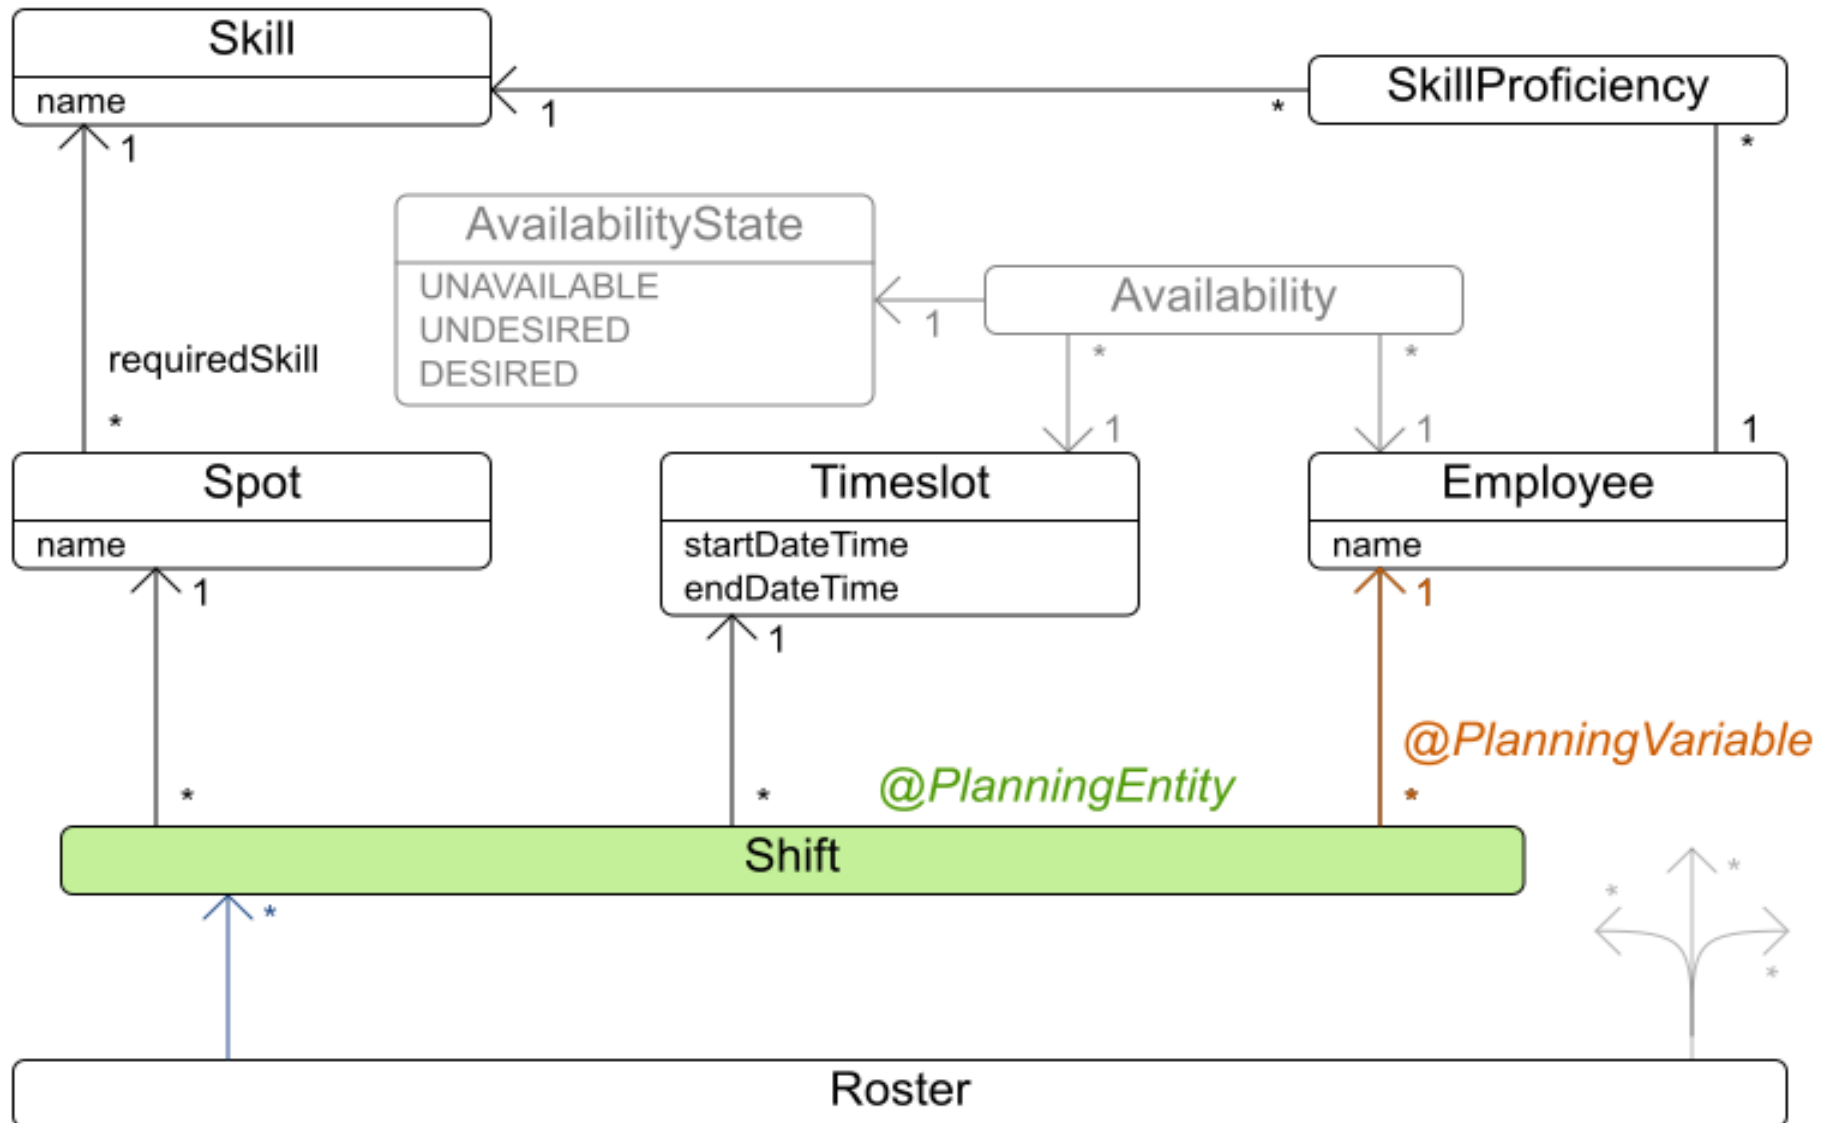 Skill
name
1
SkillProficiency
1
*
*
AvailabilityState
UNAVAILABLE
UNDESIRED
DESIRED
Availability
1
*
*
requiredSkill
*
1
1
1
Spot
name
Timeslot
startDateTime
endDateTime
Employee
name
1
1
1
@PlanningVariable
@PlanningEntity
*
*
*
Shift
*
*
*
*
Roster